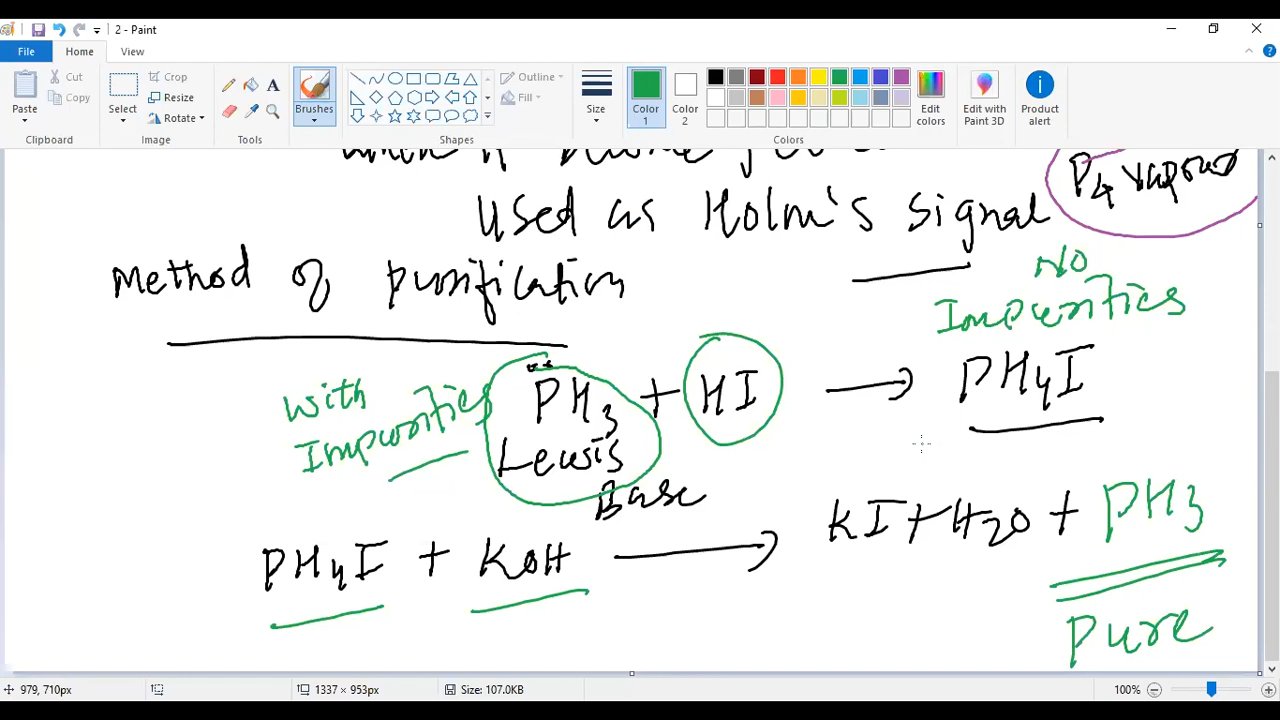 2 - Paint
File Home View
Paste Cut Copy Select Crop Resize Rotate Brushes Outline Fill Size Color 1 Color 2 Edit colors Edit with Paint 3D Product alert
Clipboard Image Tools Shapes Colors
P4 vapours
used as Holm's signal
Method of purification
No
Impurities
PH3 + HI → PH4I
With
Impurities
Lewis
Base
PH4I + KOH → KI + H2O + PH3
Pure
979, 710px 1337 × 953px Size: 107.0KB 100%